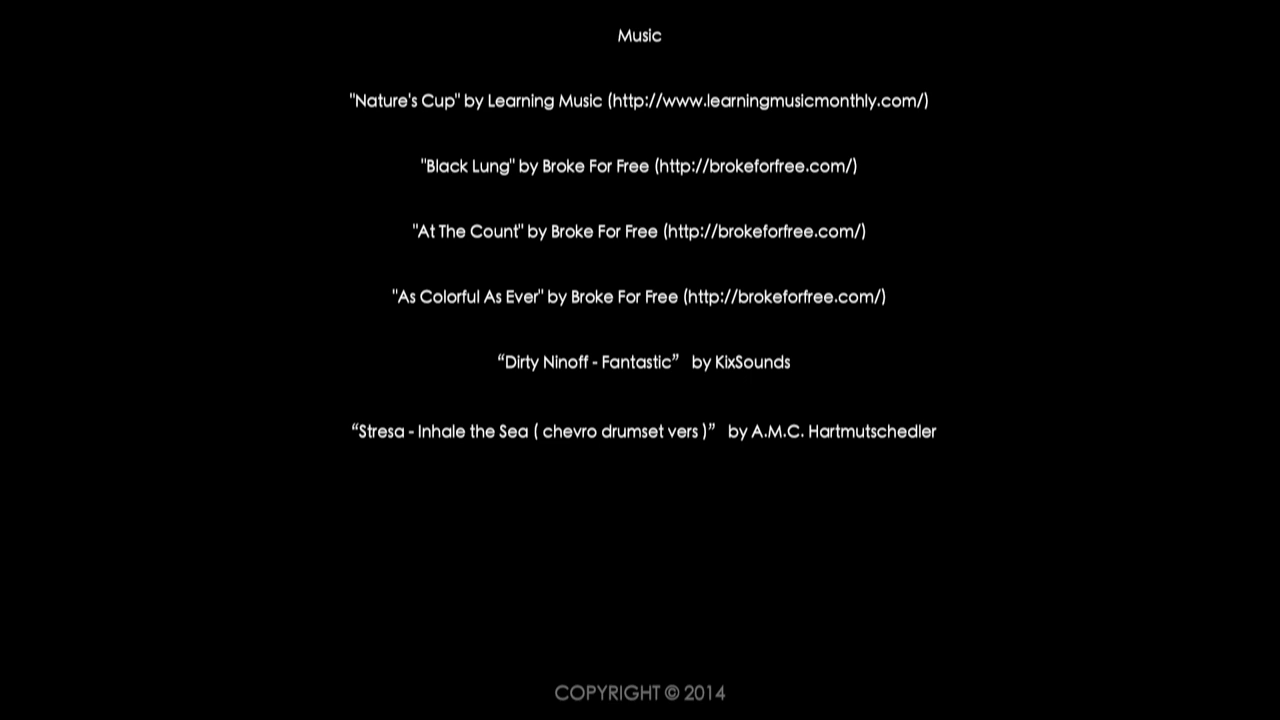 Music
"Nature's Cup" by Learning Music (http://www.learningmusicmonthly.com/)
"Black Lung" by Broke For Free (http://brokeforfree.com/)
"At The Count" by Broke For Free (http://brokeforfree.com/)
"As Colorful As Ever" by Broke For Free (http://brokeforfree.com/)
“Dirty Ninoff - Fantastic” by KixSounds
“Stresa - Inhale the Sea ( chevro drumset vers )” by A.M.C. Hartmutschedler
COPYRIGHT © 2014